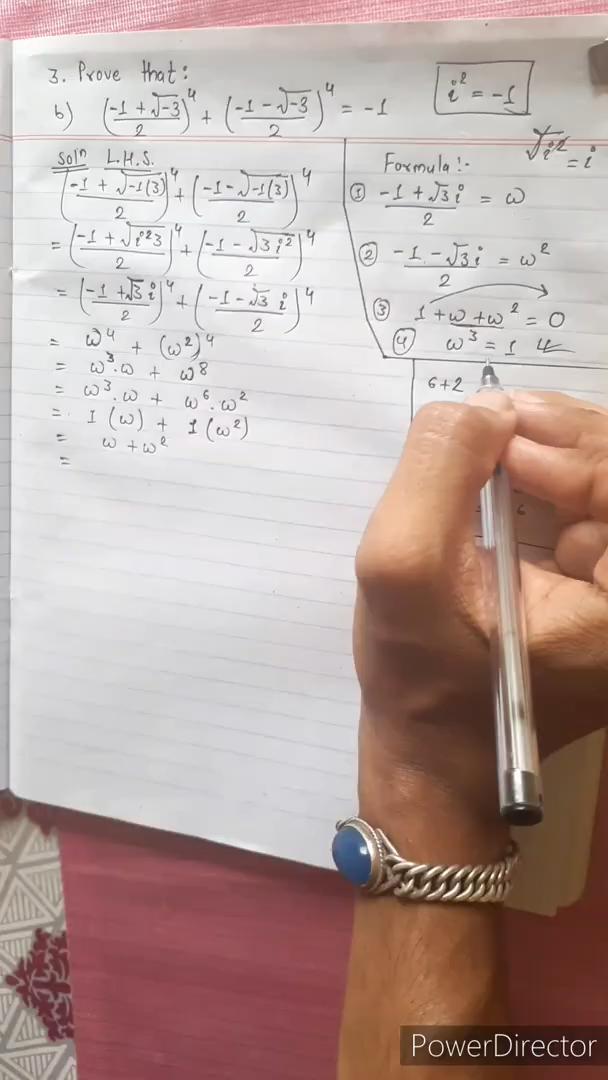 3. Prove that:
b) ((-1 + √-3)/2)⁴ + ((-1 - √-3)/2)⁴ = -1
i² = -1
√i² = i
Solⁿ L.H.S.
((-1 + √-1(3))/2)⁴ + ((-1 - √-1(3))/2)⁴
= ((-1 + √i²3)/2)⁴ + ((-1 - √3i²)/2)⁴
= ((-1 + √3 i)/2)⁴ + ((-1 - √3 i)/2)⁴
= ω⁴ + (ω²)⁴
= ω³·ω + ω⁸
= ω³·ω + ω⁶·ω²
= 1(ω) + 1(ω²)
= ω + ω²
=
Formula :-
① (-1 + √3 i)/2 = ω
② (-1 - √3 i)/2 = ω²
③ 1 + ω + ω² = 0
④ ω³ = 1
6+2
6
PowerDirector